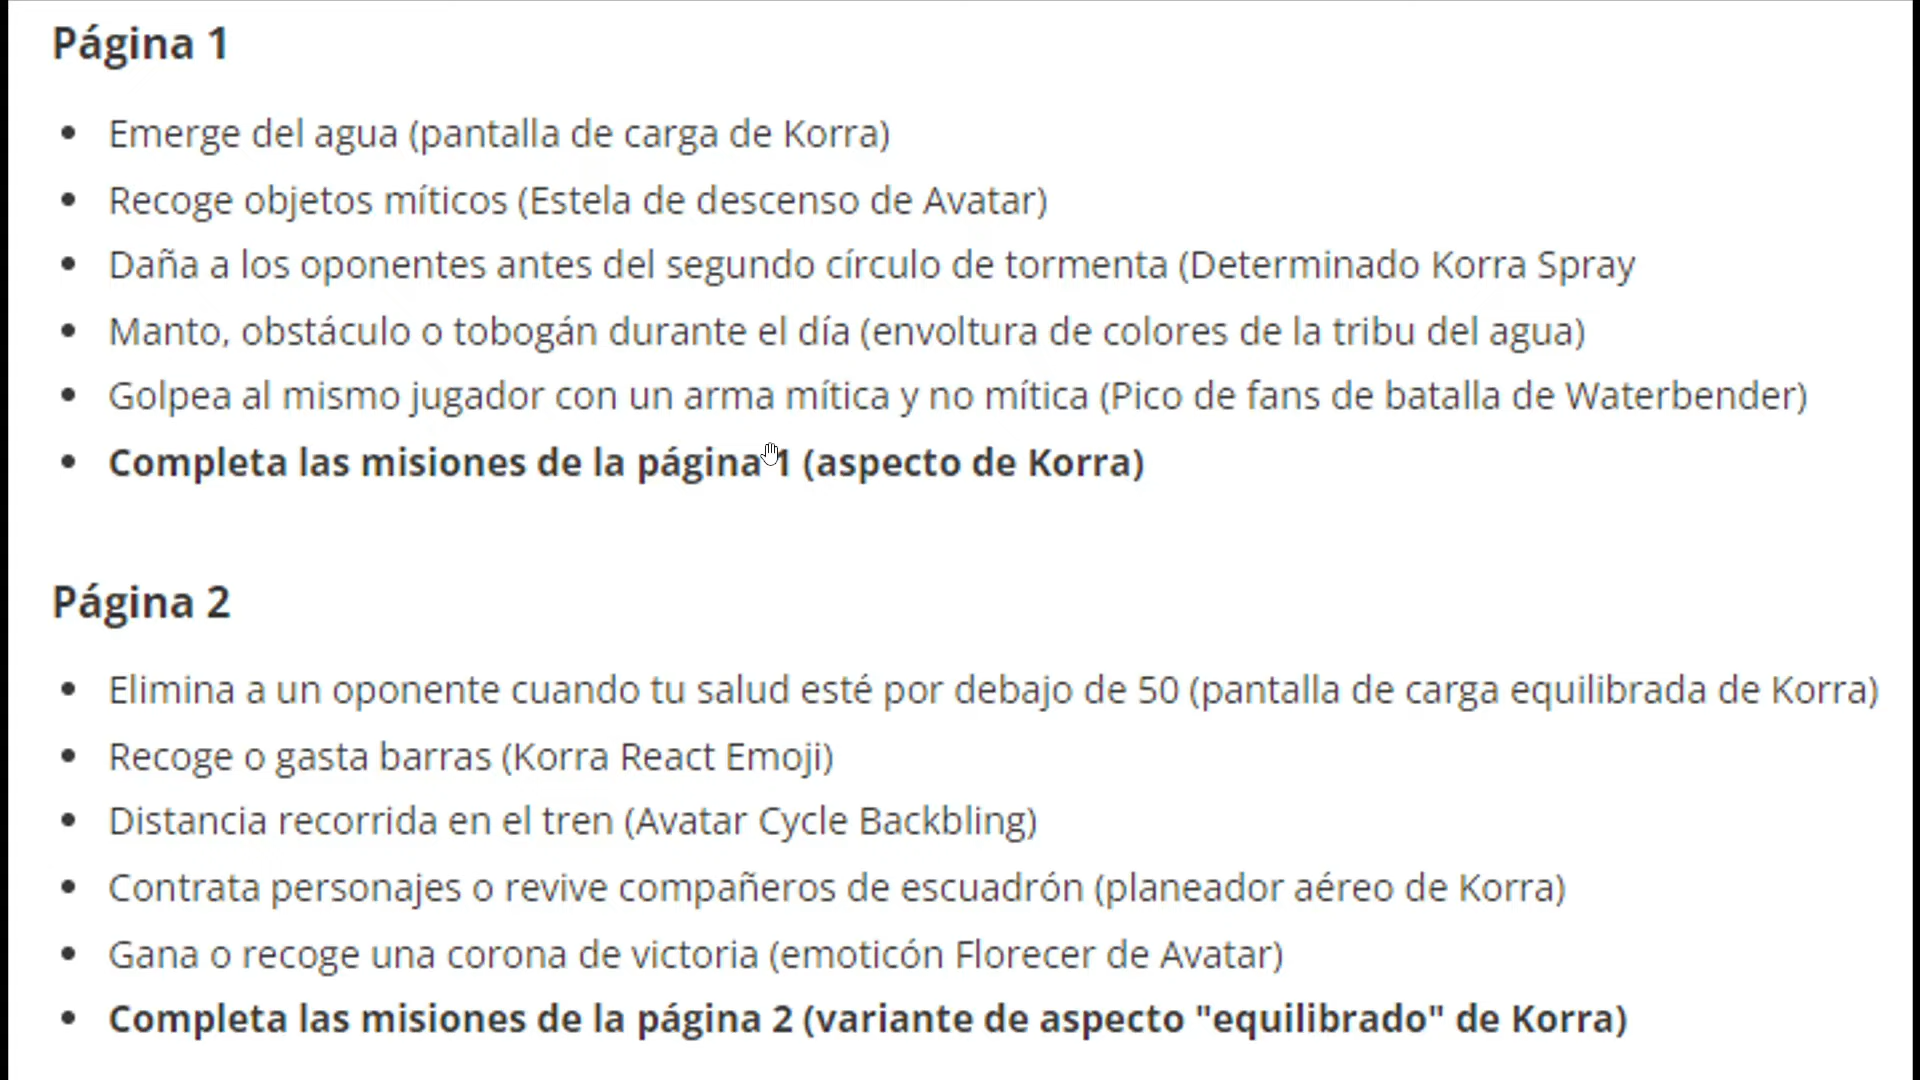 Página 1
Emerge del agua (pantalla de carga de Korra)
Recoge objetos míticos (Estela de descenso de Avatar)
Daña a los oponentes antes del segundo círculo de tormenta (Determinado Korra Spray
Manto, obstáculo o tobogán durante el día (envoltura de colores de la tribu del agua)
Golpea al mismo jugador con un arma mítica y no mítica (Pico de fans de batalla de Waterbender)
Completa las misiones de la página 1 (aspecto de Korra)
Página 2
Elimina a un oponente cuando tu salud esté por debajo de 50 (pantalla de carga equilibrada de Korra)
Recoge o gasta barras (Korra React Emoji)
Distancia recorrida en el tren (Avatar Cycle Backbling)
Contrata personajes o revive compañeros de escuadrón (planeador aéreo de Korra)
Gana o recoge una corona de victoria (emoticón Florecer de Avatar)
Completa las misiones de la página 2 (variante de aspecto "equilibrado" de Korra)